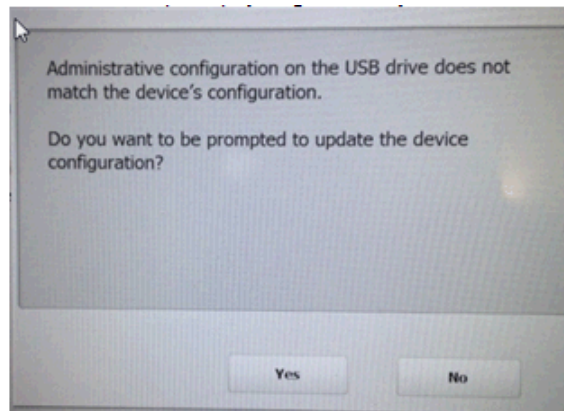 Administrative configuration on the USB drive does not
match the device's configuration.
Do you want to be prompted to update the device
configuration?
Yes
No